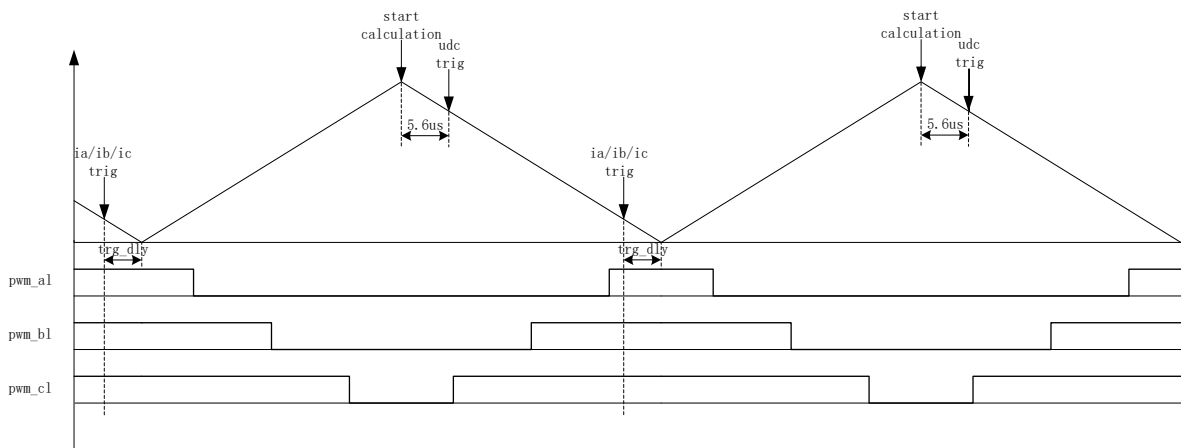 start
calculation
udc
trig
5.6us
ia/ib/ic
trig
trg_dly
start
calculation
udc
trig
5.6us
ia/ib/ic
trig
trg_dly
pwm_al
pwm_bl
pwm_cl